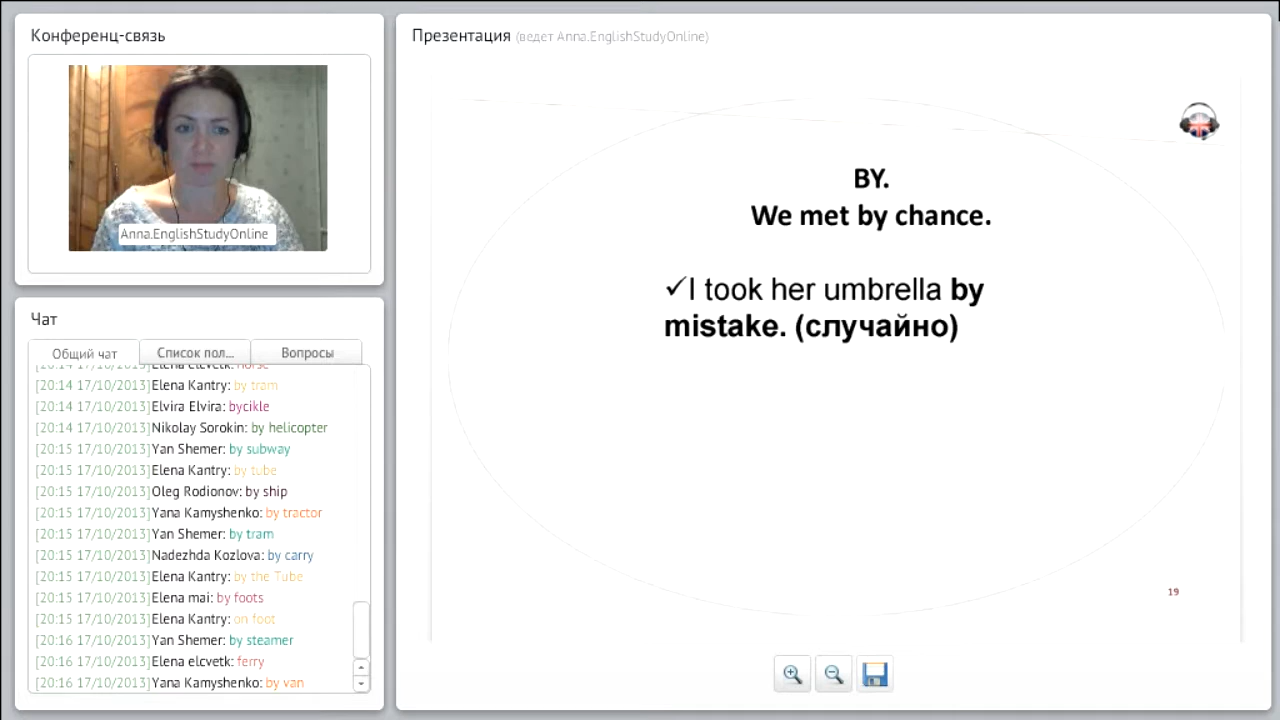 Конференц-связь
Anna.EnglishStudyOnline
Чат
Общий чат
Список пол...
Вопросы
[20:14 17/10/2013]Elena elcvetk: horse
[20:14 17/10/2013]Elena Kantry: by tram
[20:14 17/10/2013]Elvira Elvira: bycikle
[20:14 17/10/2013]Nikolay Sorokin: by helicopter
[20:15 17/10/2013]Yan Shemer: by subway
[20:15 17/10/2013]Elena Kantry: by tube
[20:15 17/10/2013]Oleg Rodionov: by ship
[20:15 17/10/2013]Yana Kamyshenko: by tractor
[20:15 17/10/2013]Yan Shemer: by tram
[20:15 17/10/2013]Nadezhda Kozlova: by carry
[20:15 17/10/2013]Elena Kantry: by the Tube
[20:15 17/10/2013]Elena mai: by foots
[20:15 17/10/2013]Elena Kantry: on foot
[20:16 17/10/2013]Yan Shemer: by steamer
[20:16 17/10/2013]Elena elcvetk: ferry
[20:16 17/10/2013]Yana Kamyshenko: by van
Презентация (ведет Anna.EnglishStudyOnline)
BY.
We met by chance.
✓I took her umbrella by
mistake. (случайно)
19